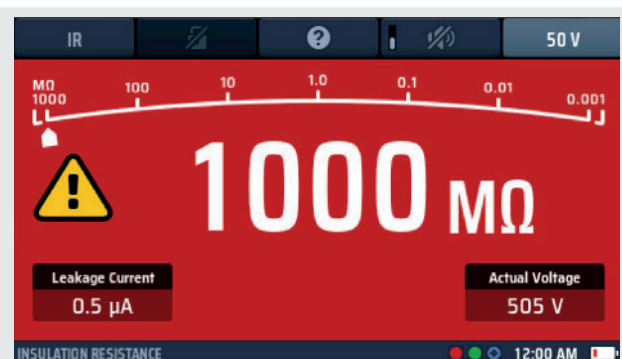 IR ? 50 V
MΩ
1000 100 10 1.0 0.1 0.01 0.001
1000 MΩ
Leakage Current
0.5 µA
Actual Voltage
505 V
INSULATION RESISTANCE 12:00 AM